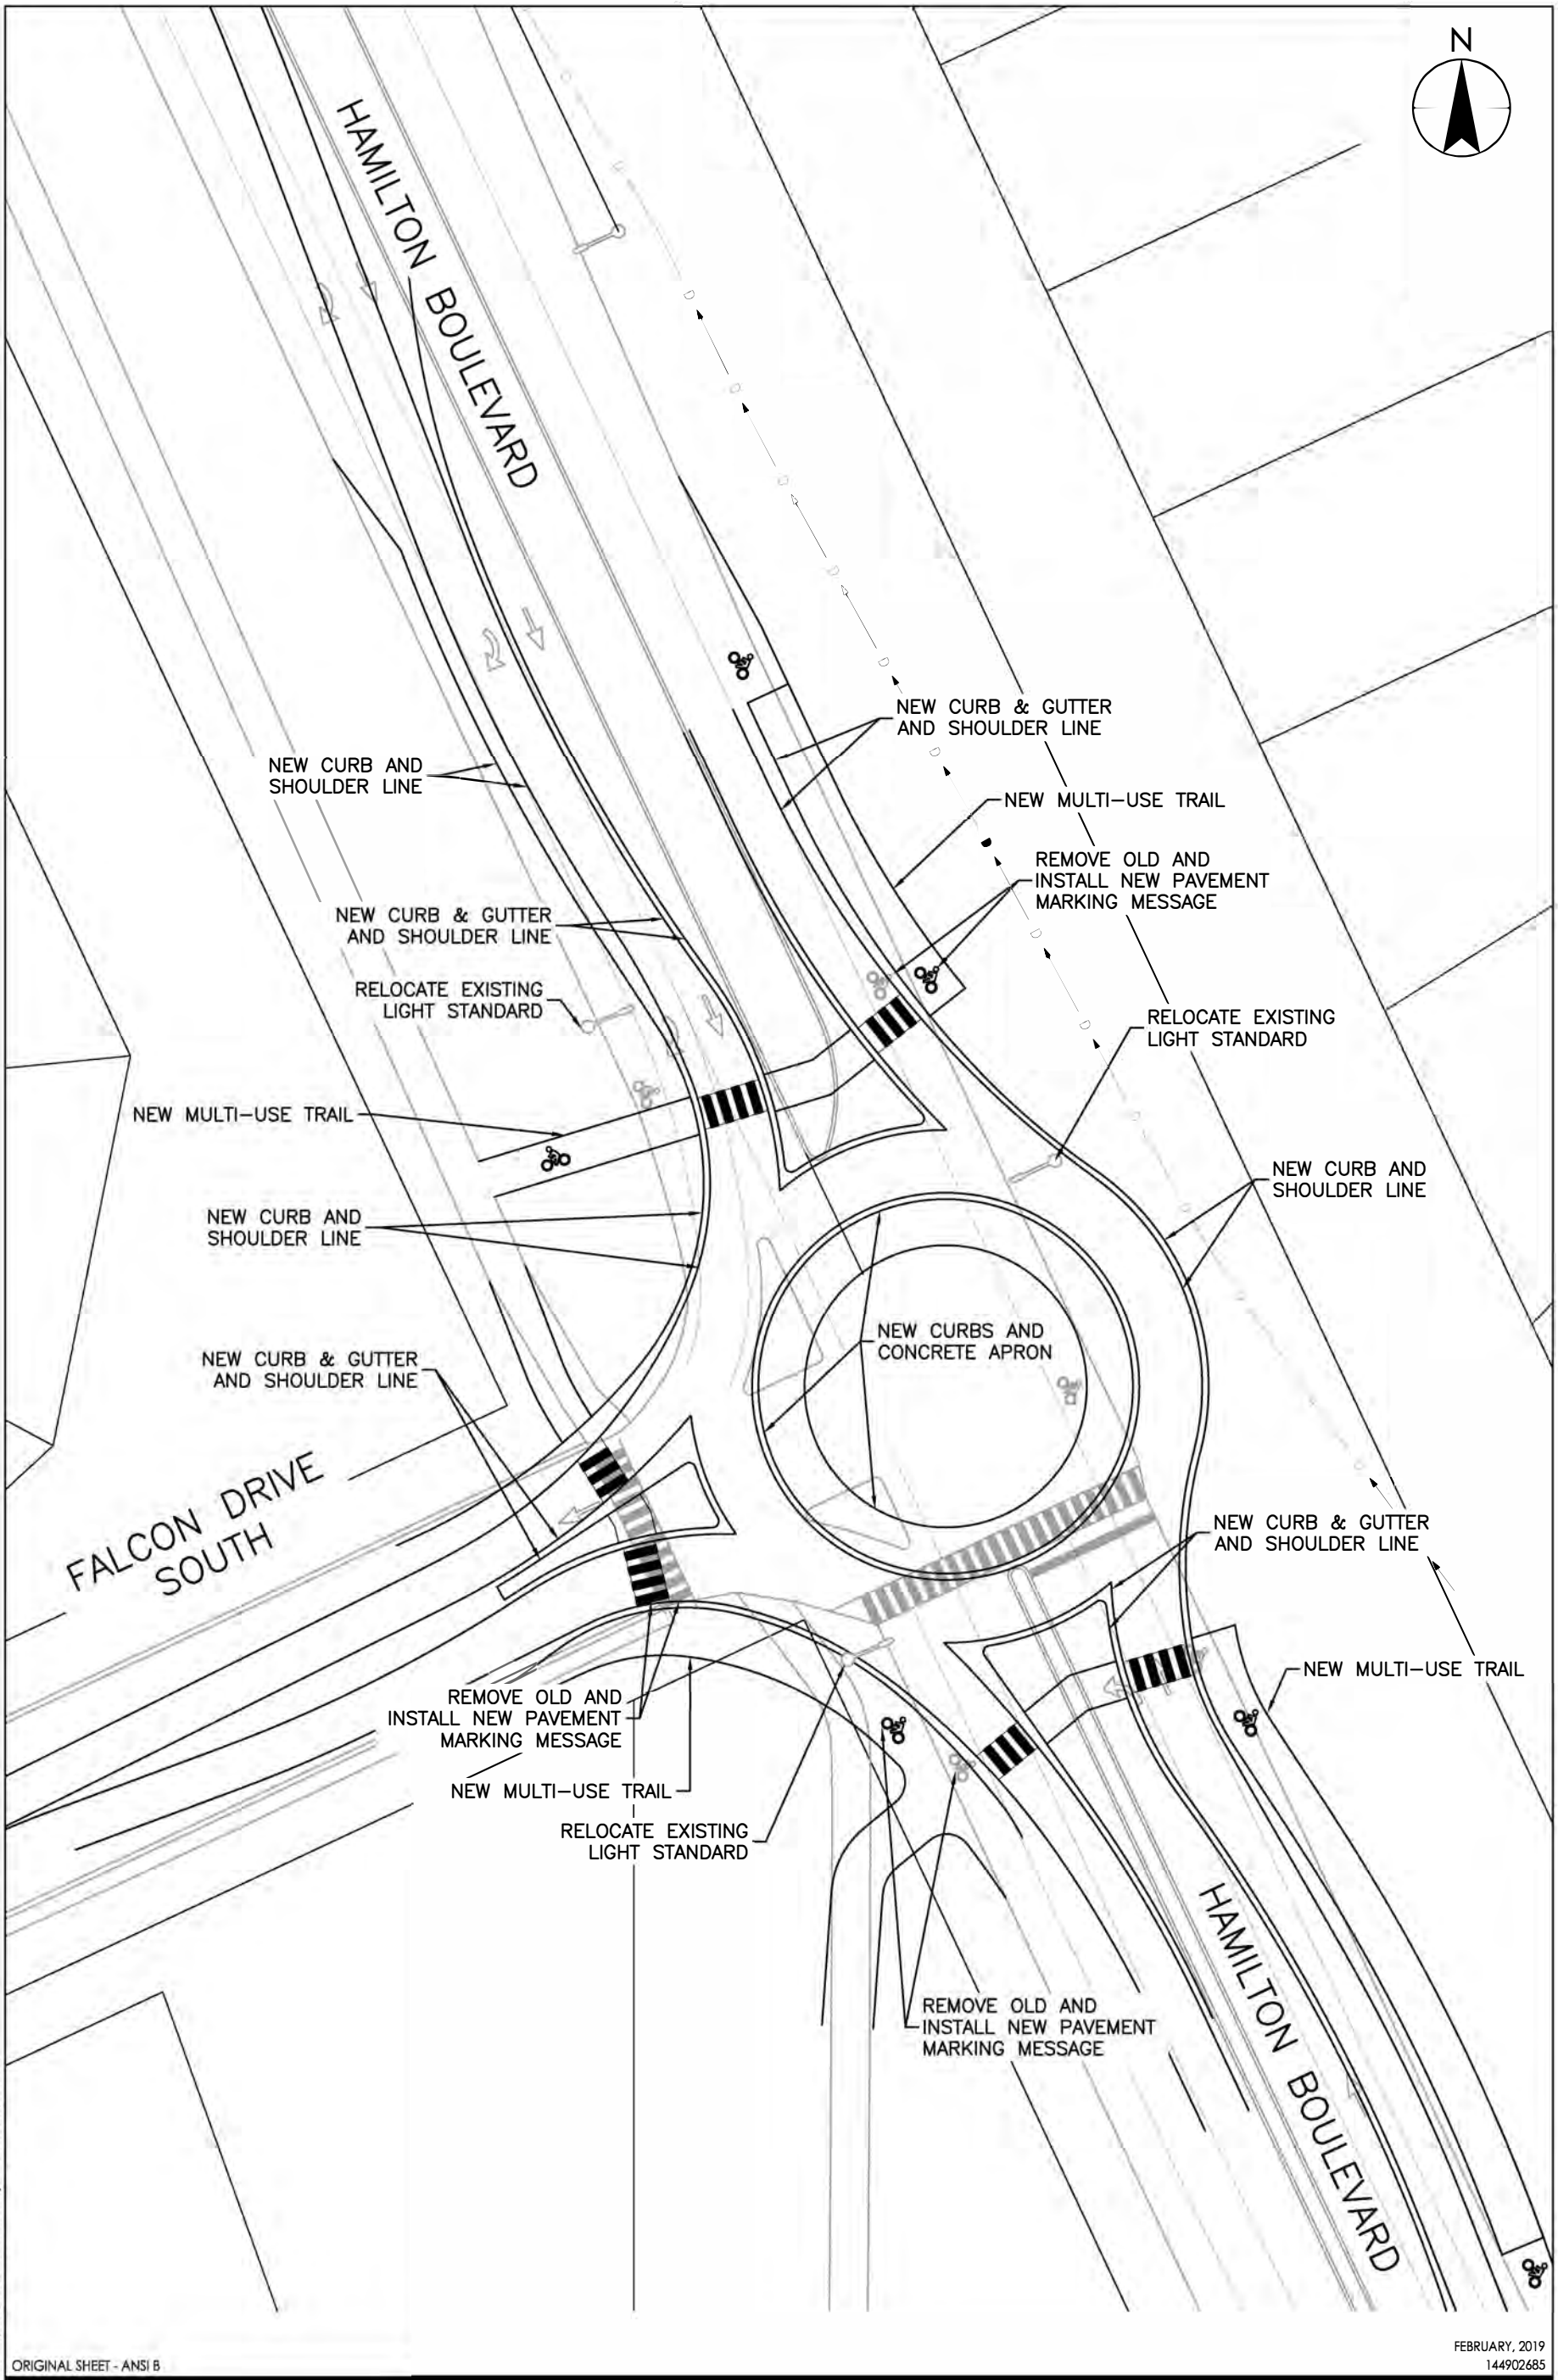 N
HAMILTON BOULEVARD
NEW CURB & GUTTER
AND SHOULDER LINE
NEW CURB AND
SHOULDER LINE
NEW MULTI-USE TRAIL
REMOVE OLD AND
INSTALL NEW PAVEMENT
MARKING MESSAGE
NEW CURB & GUTTER
AND SHOULDER LINE
RELOCATE EXISTING
LIGHT STANDARD
RELOCATE EXISTING
LIGHT STANDARD
NEW MULTI-USE TRAIL
NEW CURB AND
SHOULDER LINE
NEW CURB AND
SHOULDER LINE
NEW CURBS AND
CONCRETE APRON
NEW CURB & GUTTER
AND SHOULDER LINE
FALCON DRIVE
SOUTH
NEW CURB & GUTTER
AND SHOULDER LINE
NEW MULTI-USE TRAIL
REMOVE OLD AND
INSTALL NEW PAVEMENT
MARKING MESSAGE
NEW MULTI-USE TRAIL
RELOCATE EXISTING
LIGHT STANDARD
HAMILTON BOULEVARD
REMOVE OLD AND
INSTALL NEW PAVEMENT
MARKING MESSAGE
FEBRUARY, 2019
144902685
ORIGINAL SHEET - ANSI B